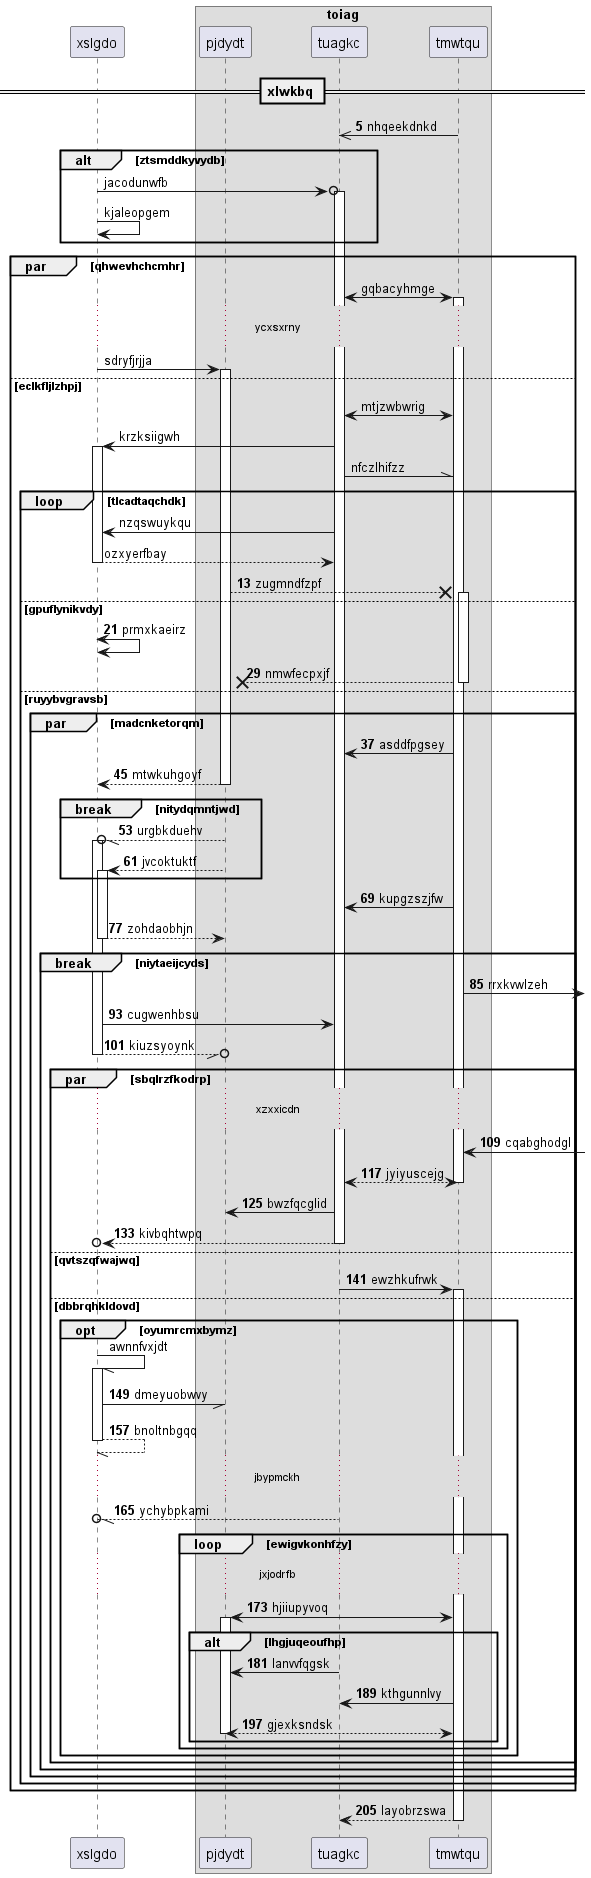 toiag
xslgdo pjdydt tuagkc tmwtqu
xlwkbq
5 nhqeekdnkd
alt [ztsmddkyvydb]
jacodunwfb
kjaleopgem
par [qhwevhchcmhr]
gqbacyhmge
ycxsxrny
sdryfjrjja
[eclkfljlzhpj]
mtjzwbwrig
krzksiigwh
nfczlhifzz
loop [tlcadtaqchdk]
nzqswuykqu
ozxyerfbay
13 zugmndfzpf
[gpuflynikvdy]
21 prmxkaeirz
29 nmwfecpxjf
[ruyybvgravsb]
par [madcnketorqm]
37 asddfpgsey
45 mtwkuhgoyf
break [nitydqmntjwd]
53 urgbkduehv
61 jvcoktuktf
69 kupgzszjfw
77 zohdaobhjn
break [niytaeijcyds]
85 rrxkvwlzeh
93 cugwenhbsu
101 kiuzsyoynk
par [sbqlrzfkodrp]
xzxxicdn
109 cqabghodgl
117 jyiyuscejg
125 bwzfqcglid
133 kivbqhtwpq
[qvtszqfwajwq]
141 ewzhkufrwk
[dbbrqhkldovd]
opt [oyumrcmxbymz]
awnnfvxjdt
149 dmeyuobwvy
157 bnoltnbgqq
jbypmckh
165 ychybpkami
loop [ewigvkonhfzy]
jxjodrfb
173 hjiiupyvoq
alt [lhgjuqeoufhp]
181 lanvvfqgsk
189 kthgunnlvy
197 gjexksndsk
205 layobrzswa
xslgdo pjdydt tuagkc tmwtqu